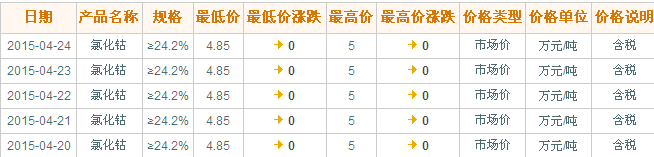 日期 产品名称 规格 最低价 最低价涨跌 最高价 最高价涨跌 价格类型 价格单位 价格说明
2015-04-24 氯化钴 ≥24.2% 4.85 0 5 0 市场价 万元/吨 含税
2015-04-23 氯化钴 ≥24.2% 4.85 0 5 0 市场价 万元/吨 含税
2015-04-22 氯化钴 ≥24.2% 4.85 0 5 0 市场价 万元/吨 含税
2015-04-21 氯化钴 ≥24.2% 4.85 0 5 0 市场价 万元/吨 含税
2015-04-20 氯化钴 ≥24.2% 4.85 0 5 0 市场价 万元/吨 含税